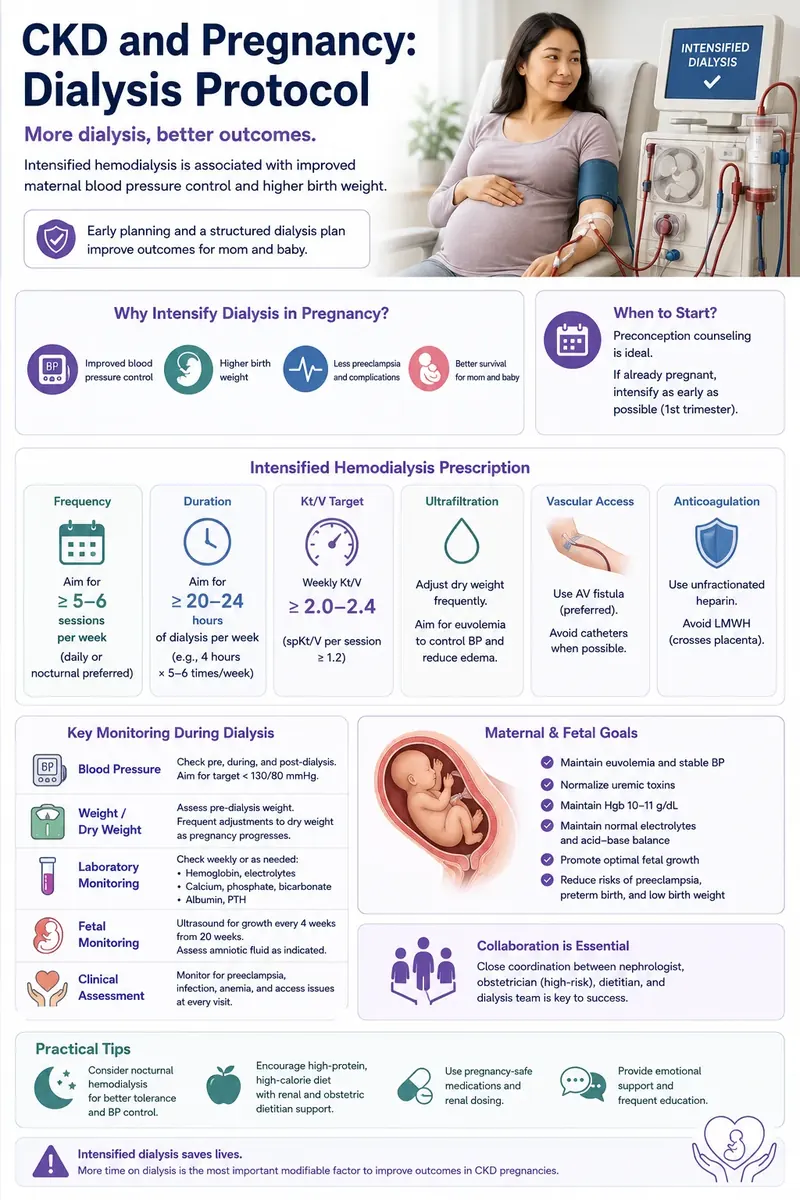 CKD and Pregnancy:
Dialysis Protocol
More dialysis, better outcomes.
Intensified hemodialysis is associated with improved
maternal blood pressure control and higher birth weight.
Early planning and a structured dialysis plan
improve outcomes for mom and baby.
INTENSIFIED
DIALYSIS
Why Intensify Dialysis in Pregnancy?
BP
Improved blood
pressure control
Higher birth
weight
Less preeclampsia
and complications
Better survival
for mom and baby
When to Start?
Preconception counseling
is ideal.
If already pregnant,
intensify as early as
possible (1st trimester).
Intensified Hemodialysis Prescription
Frequency
Aim for
≥ 5–6
sessions
per week
(daily or
nocturnal preferred)
Duration
Aim for
≥ 20–24
hours
of dialysis per week
(e.g., 4 hours
× 5–6 times/week)
Kt/V Target
Weekly Kt/V
≥ 2.0–2.4
(spKt/V per session
≥ 1.2)
Ultrafiltration
Adjust dry weight
frequently.
Aim for euvolemia
to control BP and
reduce edema.
Vascular Access
Use AV fistula
(preferred).
Avoid catheters
when possible.
Anticoagulation
Use unfractionated
heparin.
Avoid LMWH
(crosses placenta).
Key Monitoring During Dialysis
BP
Blood Pressure
Check pre, during, and post-dialysis.
Aim for target < 130/80 mmHg.
Weight /
Dry Weight
Assess pre-dialysis weight.
Frequent adjustments to dry weight
as pregnancy progresses.
Laboratory
Monitoring
Check weekly or as needed:
• Hemoglobin, electrolytes
• Calcium, phosphate, bicarbonate
• Albumin, PTH
Fetal
Monitoring
Ultrasound for growth every 4 weeks
from 20 weeks.
Assess amniotic fluid as indicated.
Clinical
Assessment
Monitor for preeclampsia,
infection, anemia, and access issues
at every visit.
Maternal & Fetal Goals
Maintain euvolemia and stable BP
Normalize uremic toxins
Maintain Hgb 10–11 g/dL
Maintain normal electrolytes
and acid–base balance
Promote optimal fetal growth
Reduce risks of preeclampsia,
preterm birth, and low birth weight
Collaboration is Essential
Close coordination between nephrologist,
obstetrician (high-risk), dietitian, and
dialysis team is key to success.
Practical Tips
Consider nocturnal
hemodialysis
for better tolerance
and BP control.
Encourage high-protein,
high-calorie diet
with renal and obstetric
dietitian support.
Use pregnancy-safe
medications and
renal dosing.
Provide emotional
support and
frequent education.
Intensified dialysis saves lives.
More time on dialysis is the most important modifiable factor to improve outcomes in CKD pregnancies.